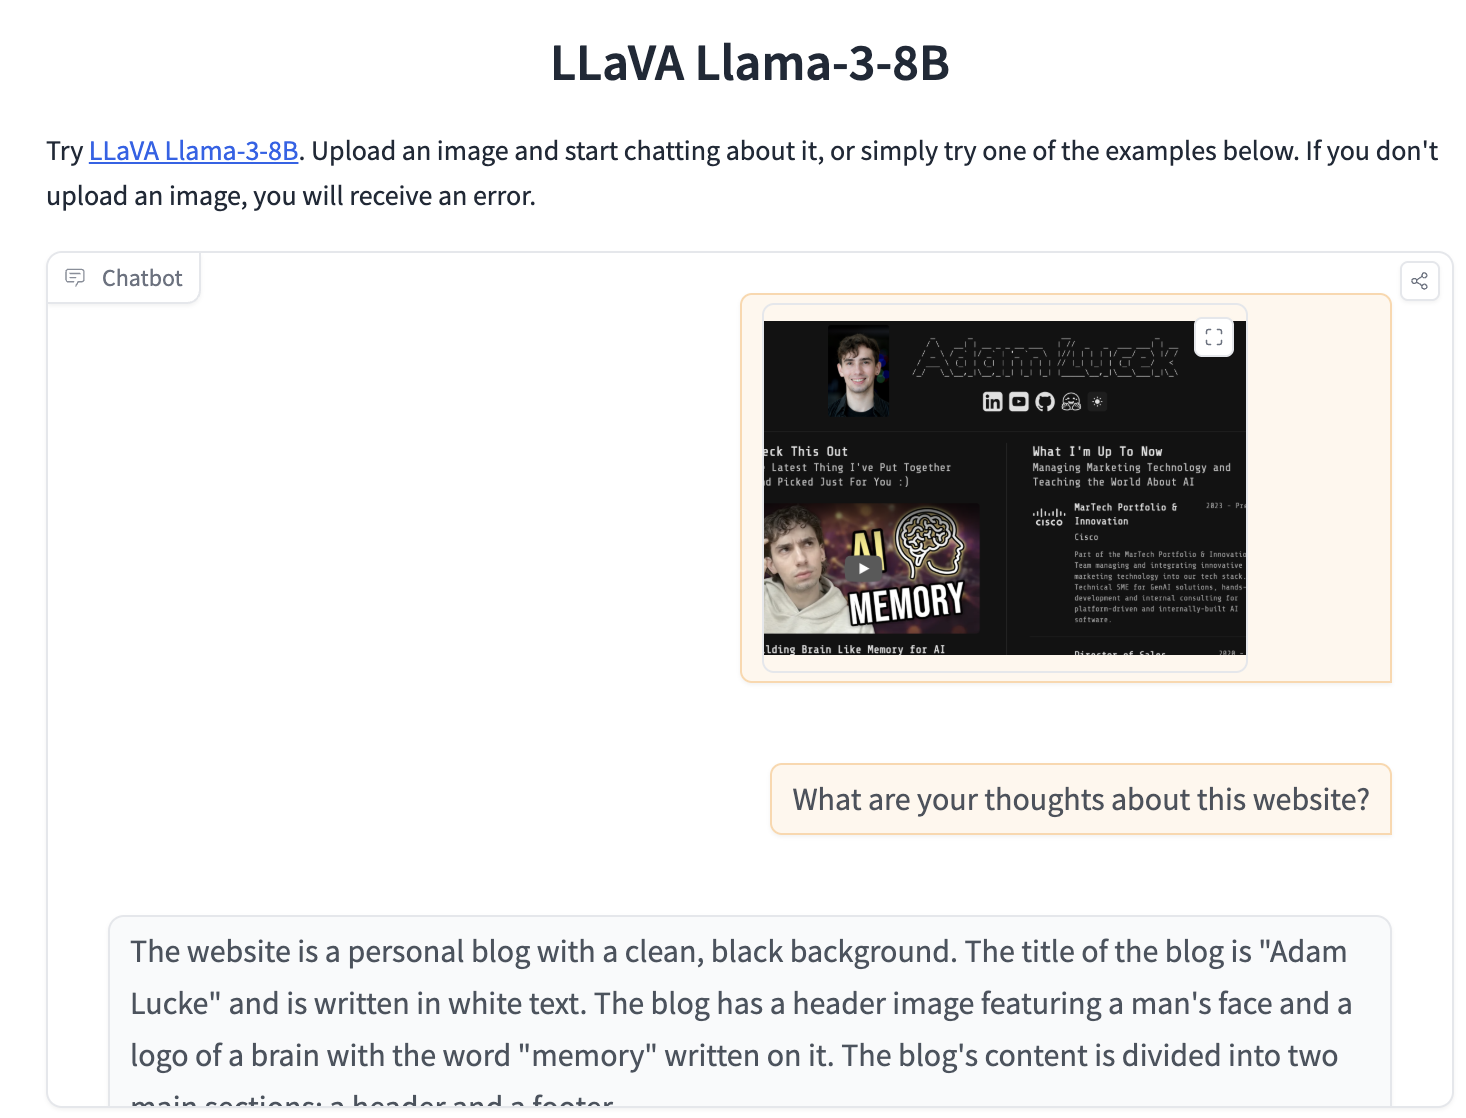 LLaVA Llama-3-8B
Try LLaVA Llama-3-8B. Upload an image and start chatting about it, or simply try one of the examples below. If you don't
upload an image, you will receive an error.
Chatbot
Adam Łucek
in
eck This Out
Latest Thing I've Put Together
d Picked Just For You :)
AI
MEMORY
lding Brain Like Memory for AI
What I'm Up To Now
Managing Marketing Technology and
Teaching the World About AI
CISCO
MarTech Portfolio & 2023 - Pre
Innovation
Cisco
Part of the MarTech Portfolio & Innovatio
Team managing and integrating innovative
marketing technology into our tech stack.
Technical SME for GenAI solutions, hands-
development and internal consulting for
platform-driven and internally-built AI
software.
Director of Sales 2020 -
What are your thoughts about this website?
The website is a personal blog with a clean, black background. The title of the blog is "Adam
Lucke" and is written in white text. The blog has a header image featuring a man's face and a
logo of a brain with the word "memory" written on it. The blog's content is divided into two
main sections: a header and a footer.